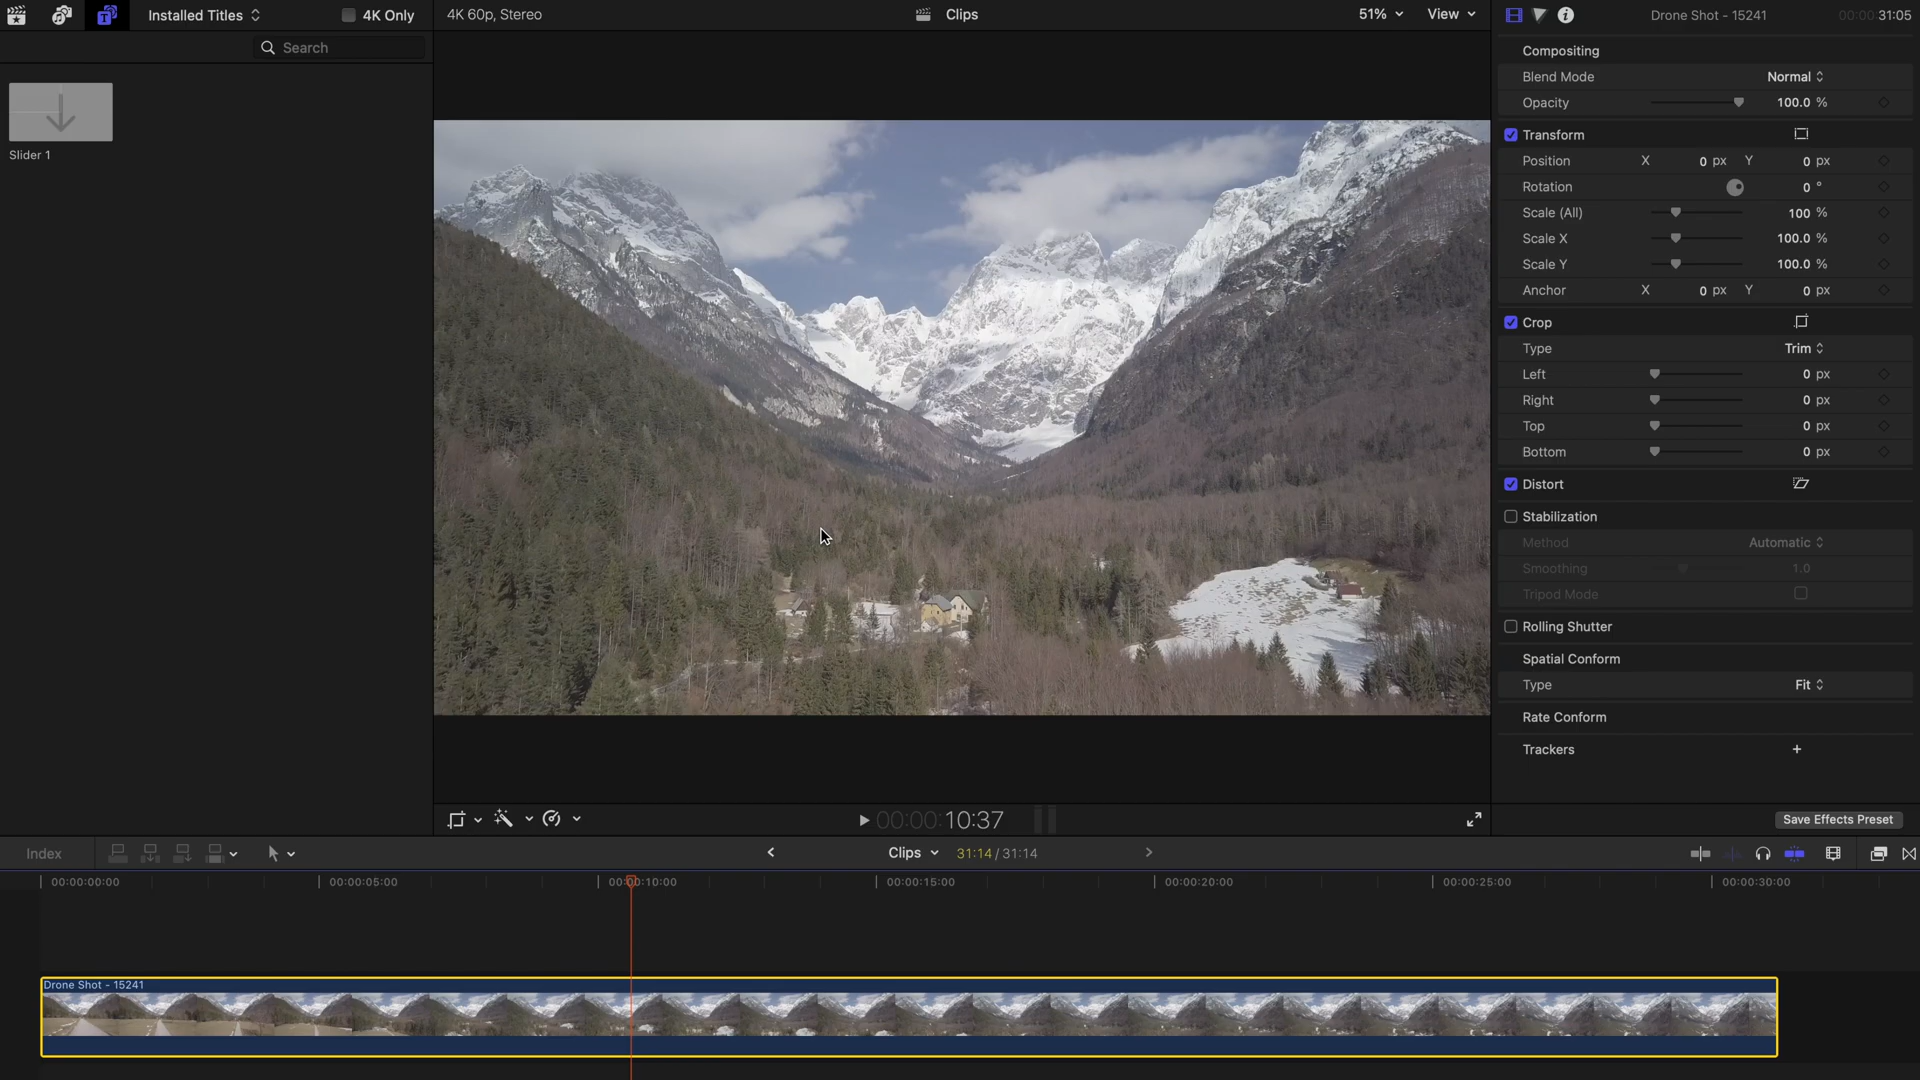 Installed Titles
4K Only
4K 60p, Stereo
Clips
51%
View
Drone Shot - 15241
00:00:31:05
Search
Slider 1
Compositing
Blend Mode
Normal
Opacity
100.0 %
Transform
Position
X
0 px
Y
0 px
Rotation
0 °
Scale (All)
100 %
Scale X
100.0 %
Scale Y
100.0 %
Anchor
X
0 px
Y
0 px
Crop
Type
Trim
Left
0 px
Right
0 px
Top
0 px
Bottom
0 px
Distort
Stabilization
Method
Automatic
Smoothing
1.0
Tripod Mode
Rolling Shutter
Spatial Conform
Type
Fit
Rate Conform
Trackers
+
00:00:10:37
Save Effects Preset
Index
Clips
31:14 / 31:14
00:00:00:00
00:00:05:00
00:00:10:00
00:00:15:00
00:00:20:00
00:00:25:00
00:00:30:00
Drone Shot - 15241